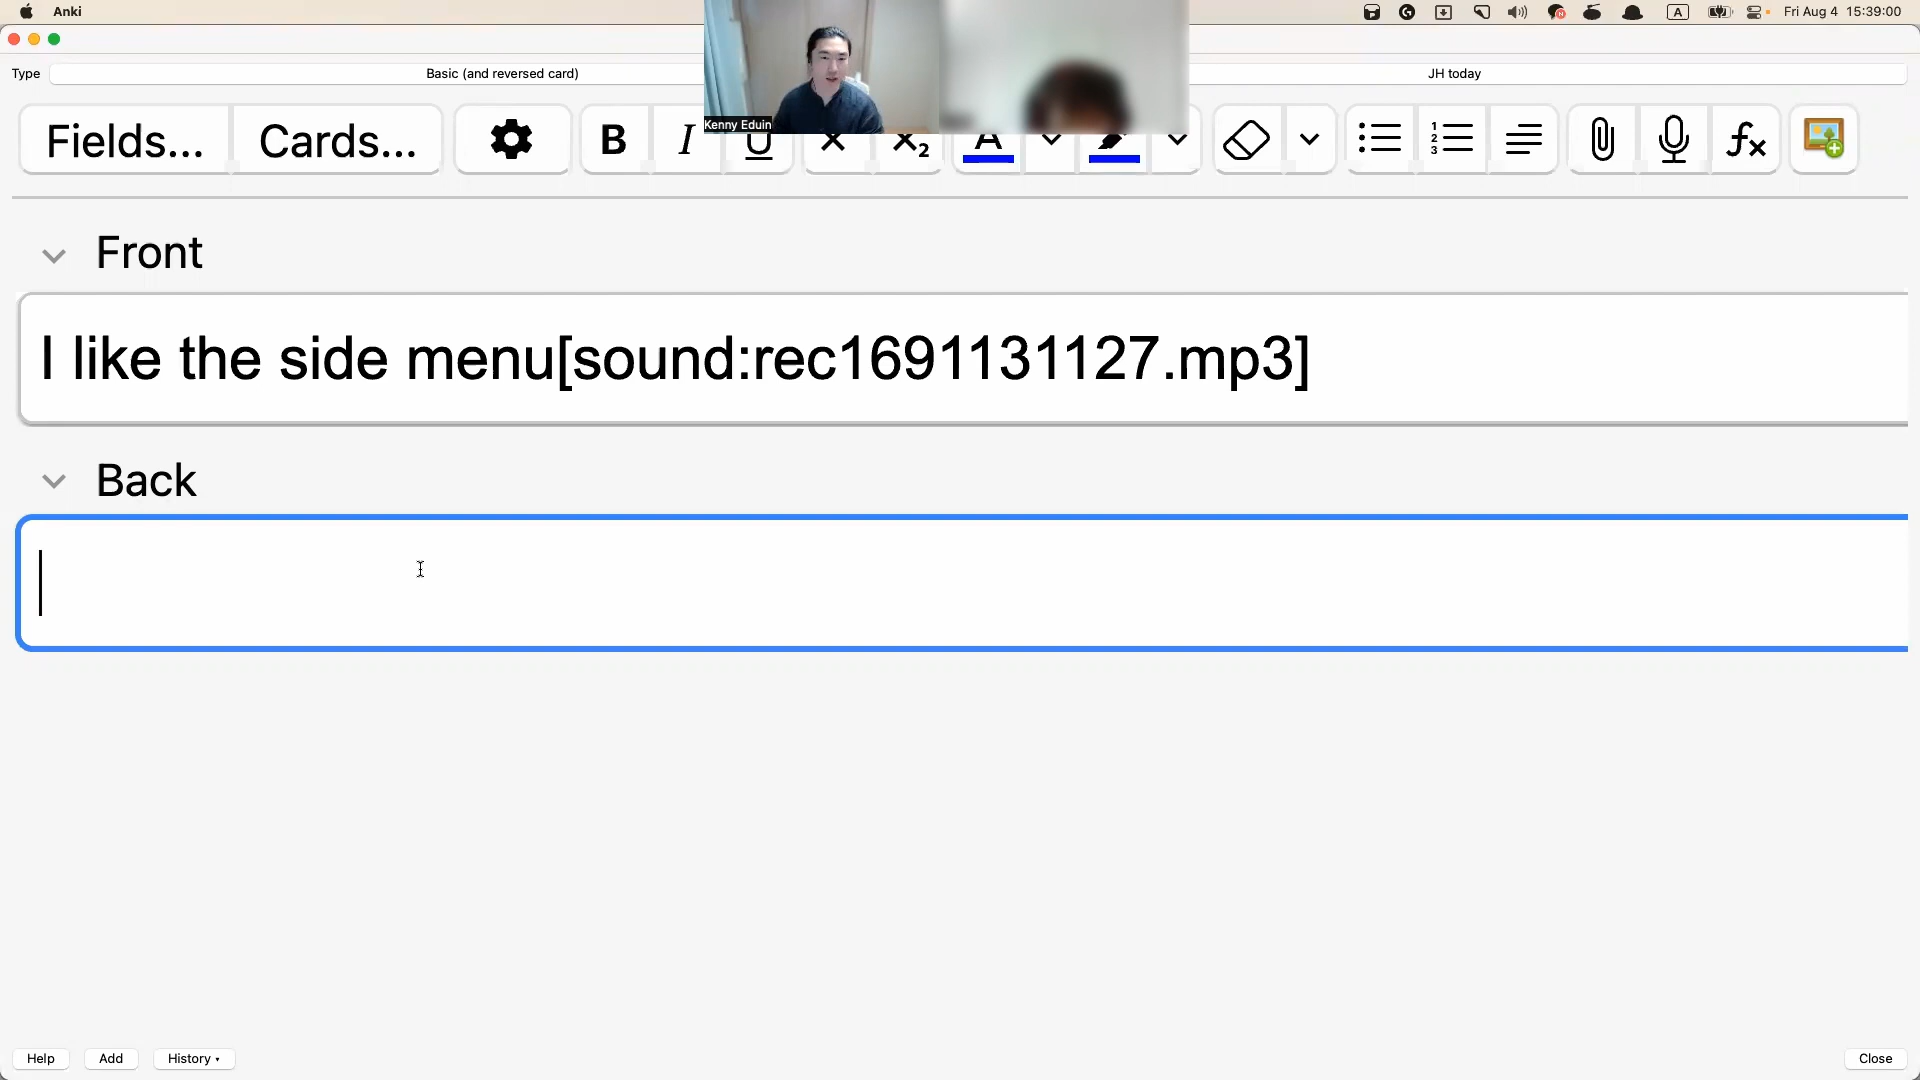 Anki
Fri Aug 4 15:39:00
Type
Basic (and reversed card)
JH today
Kenny Eduin
Fields...
Cards...
B
I
U
Front
I like the side menu[sound:rec1691131127.mp3]
Back
Help
Add
History
Close